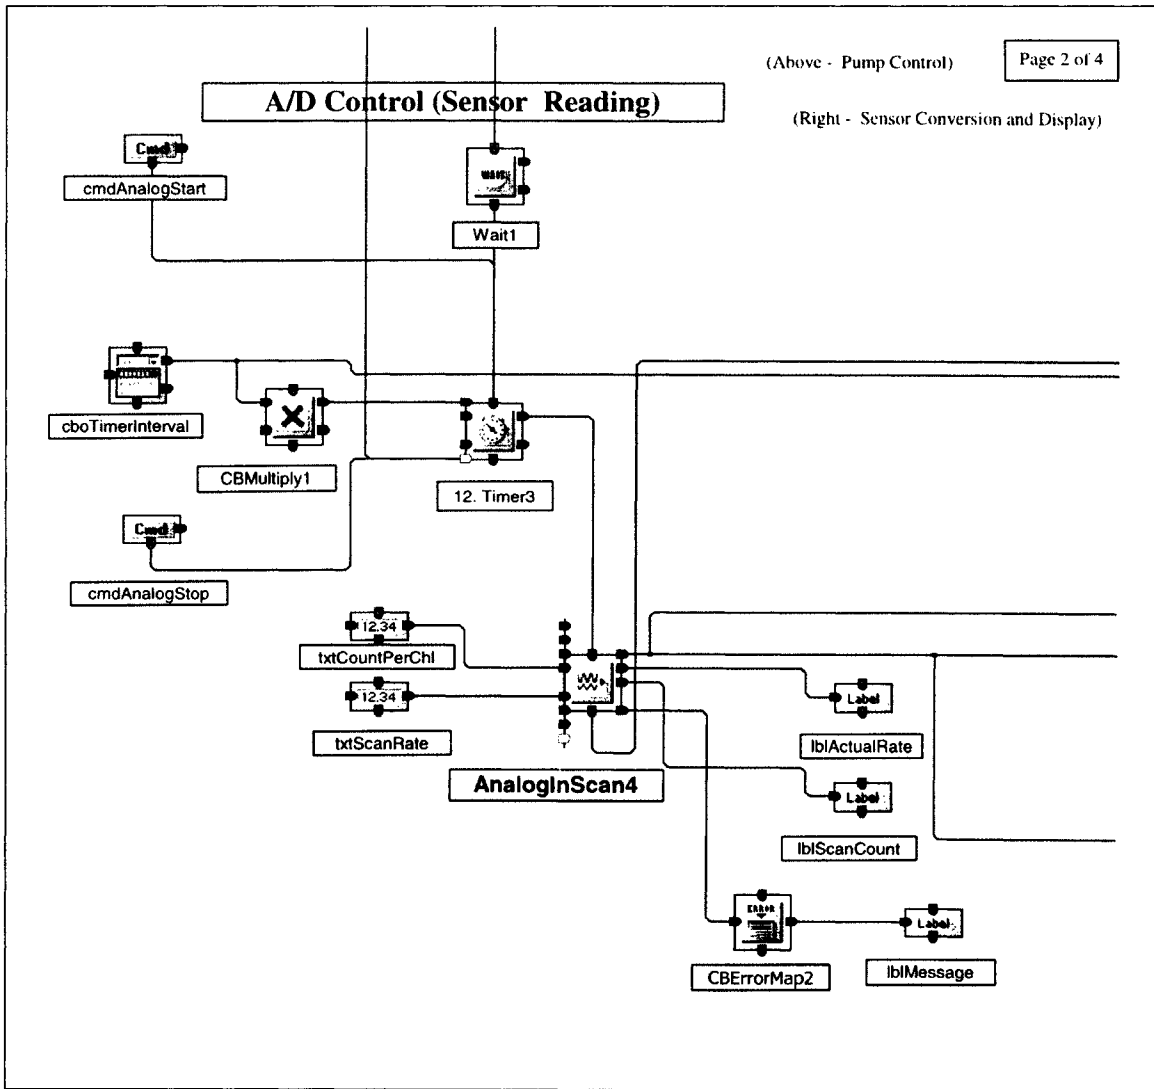 (Above - Pump Control)
Page 2 of 4
A/D Control (Sensor Reading)
(Right - Sensor Conversion and Display)
Cmd
cmdAnalogStart
WAIT
Wait1
cboTimerInterval
CBMultiply1
12. Timer3
Cmd
cmdAnalogStop
12.34
txtCountPerChl
12.34
txtScanRate
AnalogInScan4
Label
lblActualRate
Label
lblScanCount
ERROR
CBErrorMap2
Label
lblMessage